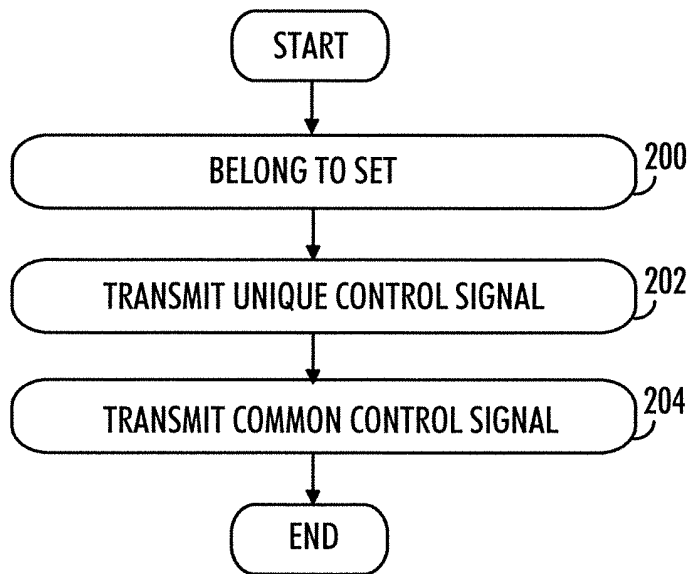 START
BELONG TO SET
200
TRANSMIT UNIQUE CONTROL SIGNAL
202
TRANSMIT COMMON CONTROL SIGNAL
204
END